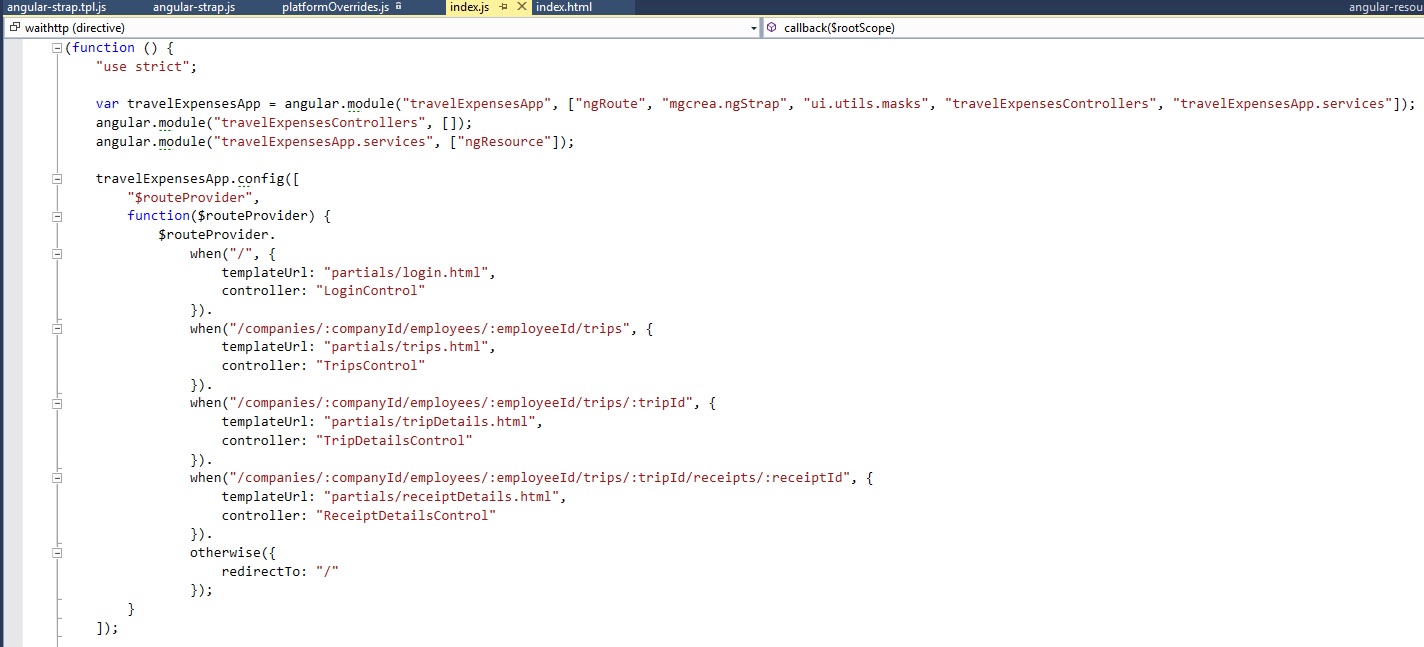 angular-strap.tpl.js angular-strap.js platformOverrides.js index.js index.html angular-resou
waithttp (directive) callback($rootScope)
(function () {
    "use strict";

    var travelExpensesApp = angular.module("travelExpensesApp", ["ngRoute", "mgcrea.ngStrap", "ui.utils.masks", "travelExpensesControllers", "travelExpensesApp.services"]);
    angular.module("travelExpensesControllers", []);
    angular.module("travelExpensesApp.services", ["ngResource"]);

    travelExpensesApp.config([
        "$routeProvider",
        function($routeProvider) {
            $routeProvider.
                when("/", {
                    templateUrl: "partials/login.html",
                    controller: "LoginControl"
                }).
                when("/companies/:companyId/employees/:employeeId/trips", {
                    templateUrl: "partials/trips.html",
                    controller: "TripsControl"
                }).
                when("/companies/:companyId/employees/:employeeId/trips/:tripId", {
                    templateUrl: "partials/tripDetails.html",
                    controller: "TripDetailsControl"
                }).
                when("/companies/:companyId/employees/:employeeId/trips/:tripId/receipts/:receiptId", {
                    templateUrl: "partials/receiptDetails.html",
                    controller: "ReceiptDetailsControl"
                }).
                otherwise({
                    redirectTo: "/"
                });
        }
    ]);